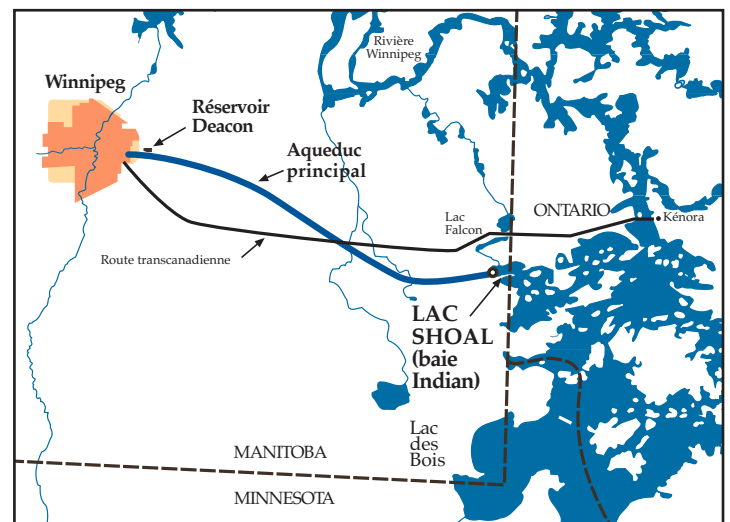 Rivière
Winnipeg
Winnipeg
Réservoir
Deacon
Aqueduc
principal
Lac
Falcon
ONTARIO
Kénora
Route transcanadienne
LAC
SHOAL
(baie
Indian)
Lac
des
Bois
MANITOBA
MINNESOTA